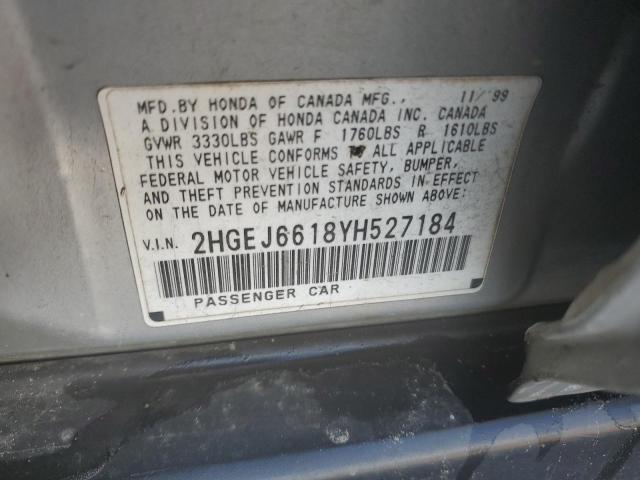 MFD.BY HONDA OF CANADA MFG., 11/'99
A DIVISION OF HONDA CANADA INC. CANADA
GVWR 3330LBS GAWR F 1760LBS R 1610LBS
THIS VEHICLE CONFORMS TO ALL APPLICABLE
FEDERAL MOTOR VEHICLE SAFETY, BUMPER,
AND THEFT PREVENTION STANDARDS IN EFFECT
ON THE DATE OF MANUFACTURE SHOWN ABOVE:
V.I.N. 2HGEJ6618YH527184
PASSENGER CAR